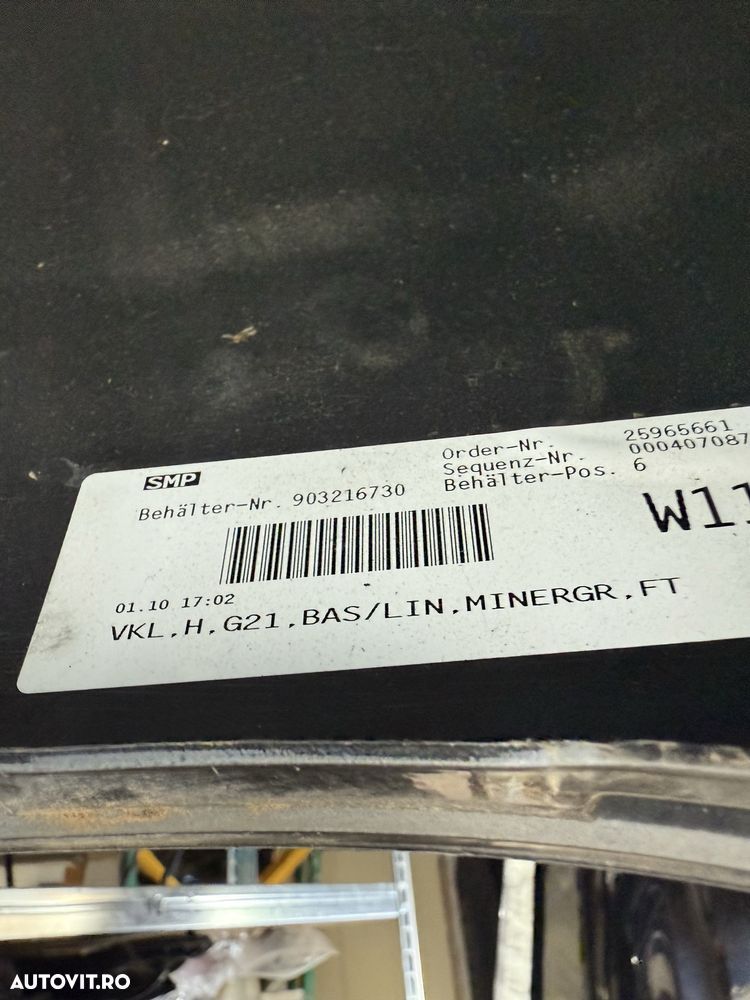 SMP
Behälter-Nr. 903216730
Order-Nr. 25965661
Sequenz-Nr. 000407087
Behälter-Pos. 6
01.10 17:02
VKL,H,G21,BAS/LIN,MINERGR,FT
AUTOVIT.RO